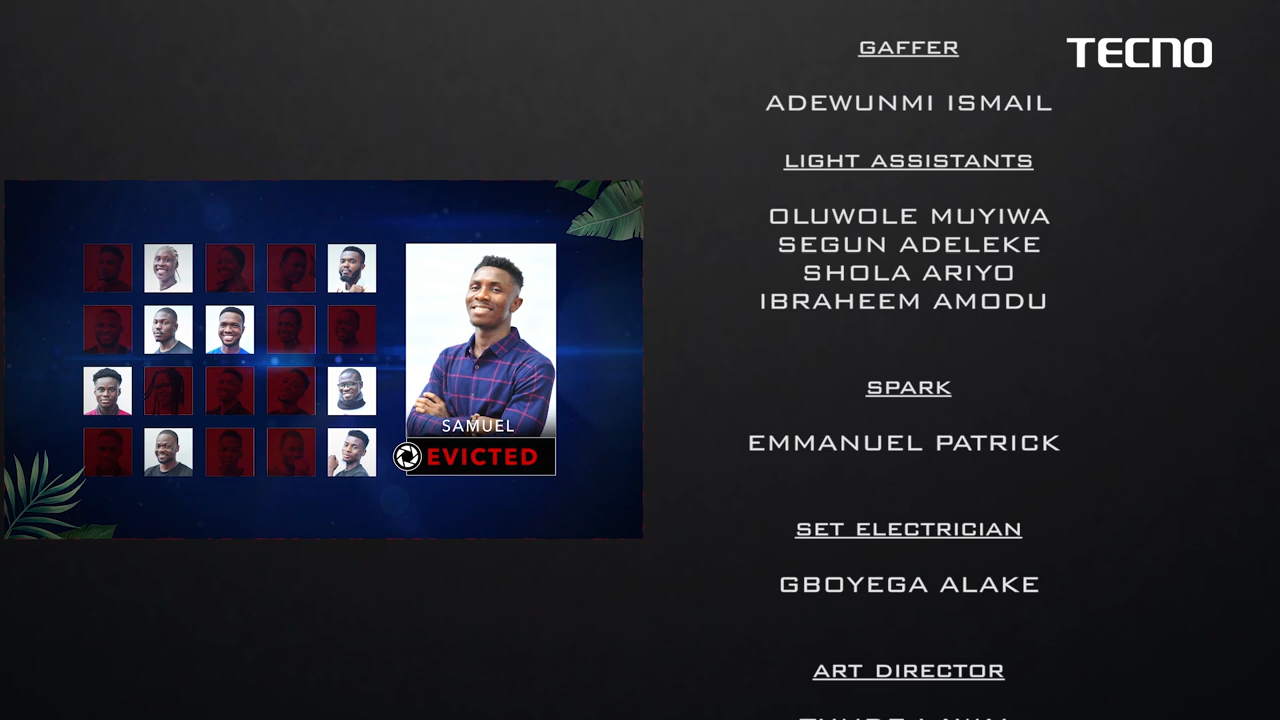 TECNO
GAFFER
ADEWUNMI ISMAIL
LIGHT ASSISTANTS
OLUWOLE MUYIWA
SEGUN ADELEKE
SHOLA ARIYO
IBRAHEEM AMODU
SPARK
EMMANUEL PATRICK
SET ELECTRICIAN
GBOYEGA ALAKE
ART DIRECTOR
SAMUEL
EVICTED